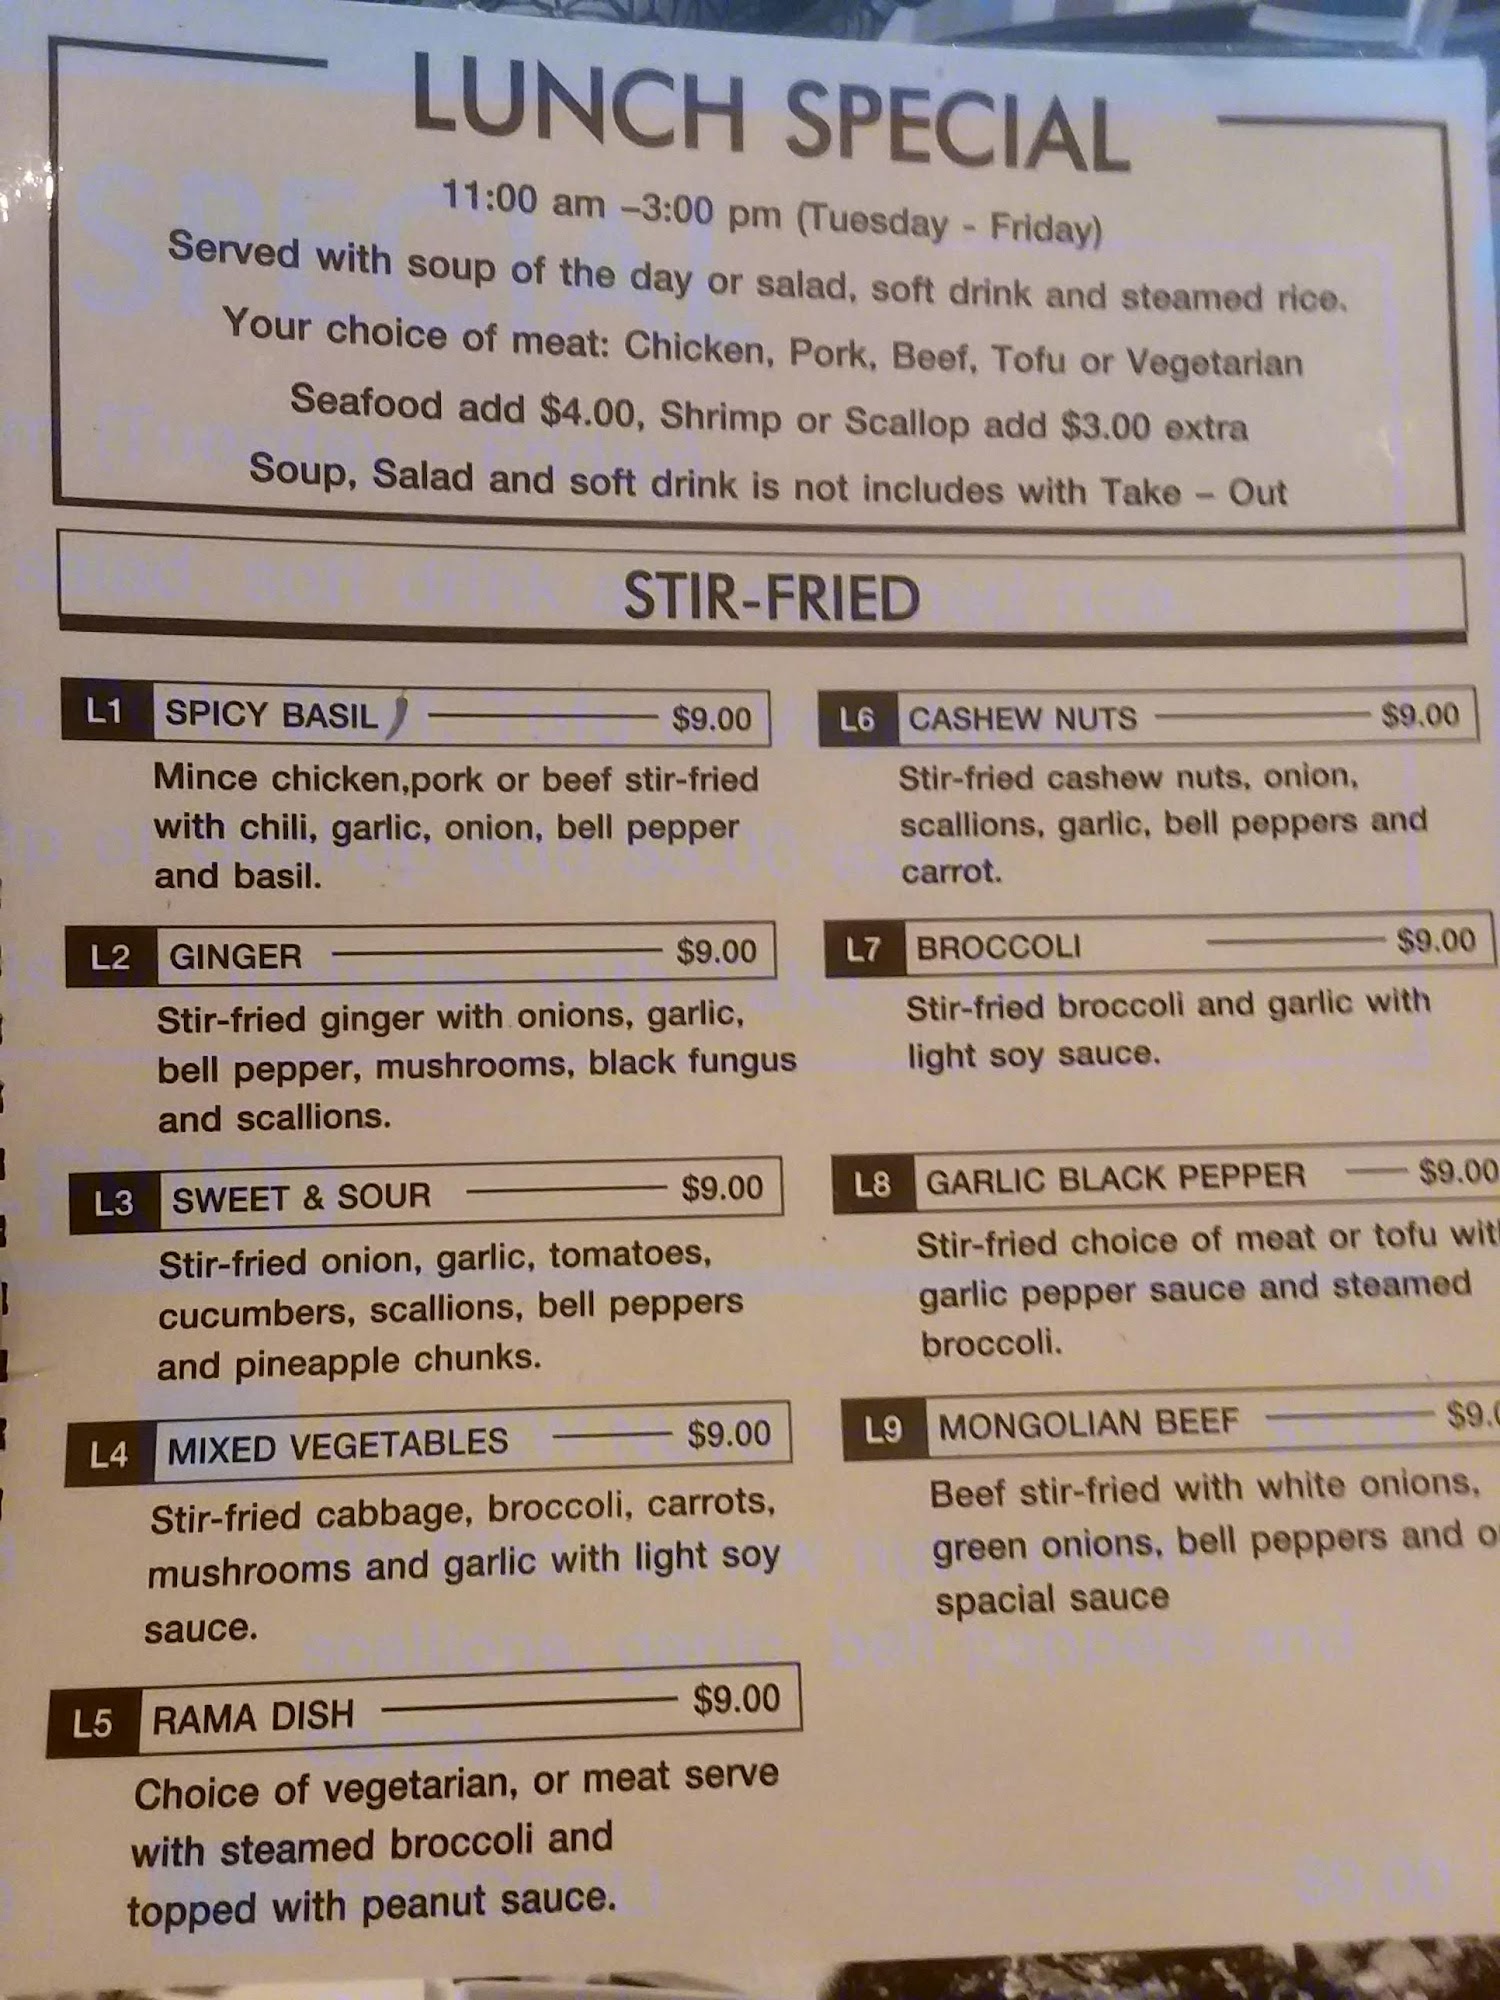 LUNCH SPECIAL
11:00 am –3:00 pm (Tuesday - Friday)
Served with soup of the day or salad, soft drink and steamed rice.
Your choice of meat: Chicken, Pork, Beef, Tofu or Vegetarian
Seafood add $4.00, Shrimp or Scallop add $3.00 extra
Soup, Salad and soft drink is not includes with Take – Out
STIR-FRIED
L1 SPICY BASIL $9.00
Mince chicken,pork or beef stir-fried
with chili, garlic, onion, bell pepper
and basil.
L2 GINGER $9.00
Stir-fried ginger with onions, garlic,
bell pepper, mushrooms, black fungus
and scallions.
L3 SWEET & SOUR $9.00
Stir-fried onion, garlic, tomatoes,
cucumbers, scallions, bell peppers
and pineapple chunks.
L4 MIXED VEGETABLES $9.00
Stir-fried cabbage, broccoli, carrots,
mushrooms and garlic with light soy
sauce.
L5 RAMA DISH $9.00
Choice of vegetarian, or meat serve
with steamed broccoli and
topped with peanut sauce.
L6 CASHEW NUTS $9.00
Stir-fried cashew nuts, onion,
scallions, garlic, bell peppers and
carrot.
L7 BROCCOLI $9.00
Stir-fried broccoli and garlic with
light soy sauce.
L8 GARLIC BLACK PEPPER $9.00
Stir-fried choice of meat or tofu with
garlic pepper sauce and steamed
broccoli.
L9 MONGOLIAN BEEF
Beef stir-fried with white onions,
green onions, bell peppers and
spacial sauce